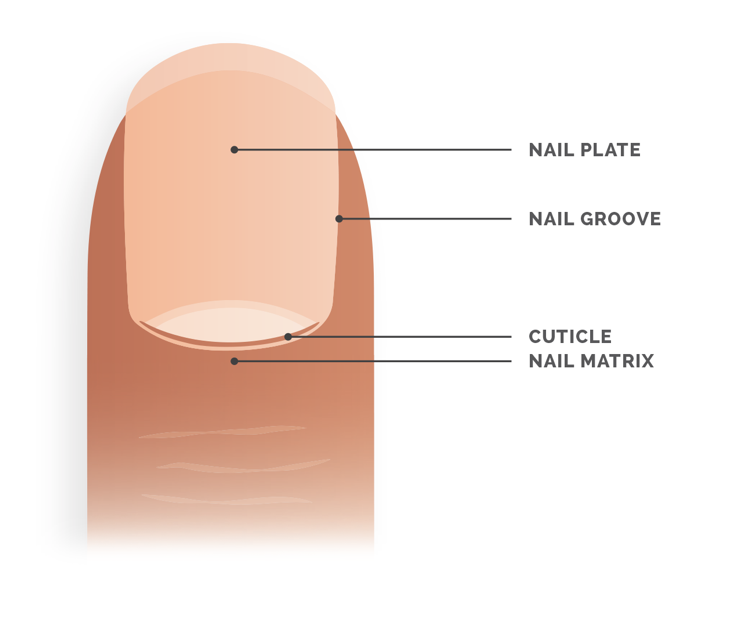 NAIL PLATE
NAIL GROOVE
CUTICLE
NAIL MATRIX